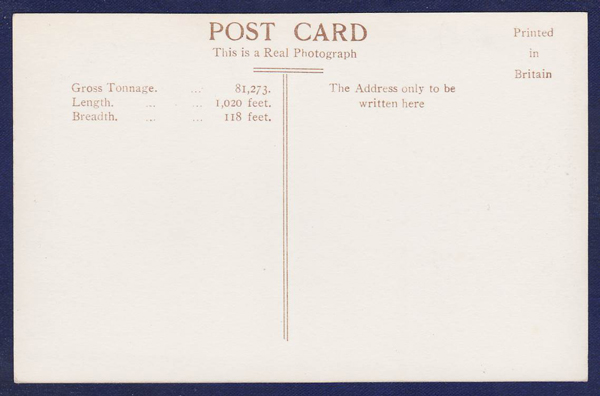 POST CARD
This is a Real Photograph
Printed
in
Britain
Gross Tonnage. ... 81,273.
Length. ... ... 1,020 feet.
Breadth. ... ... 118 feet.
The Address only to be
written here